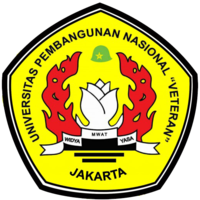 UNIVERSITAS PEMBANGUNAN NASIONAL "VETERAN"
WIDYA MWAT YASA
JAKARTA